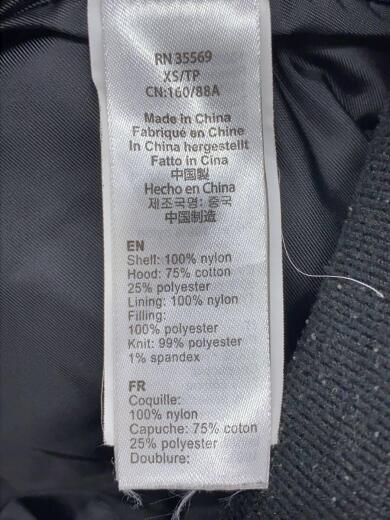 RN 35569
XS/TP
CN:160/88A
Made in China
Fabriqué en Chine
In China hergestellt
Fatto in Cina
中国製
Hecho en China
제조국명: 중국
中国制造
EN
Shell: 100% nylon
Hood: 75% cotton
25% polyester
Lining: 100% nylon
Filling:
100% polyester
Knit: 99% polyester
1% spandex
FR
Coquille:
100% nylon
Capuche: 75% coton
25% polyester
Doublure: